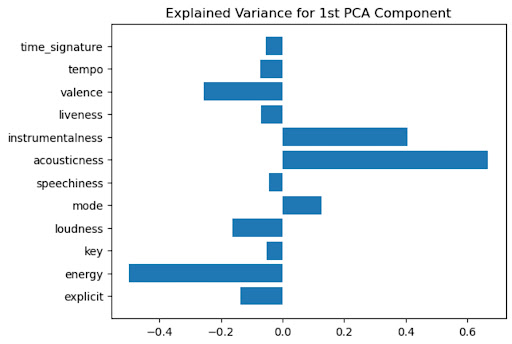 Explained Variance for 1st PCA Component
time_signature
tempo
valence
liveness
instrumentalness
acousticness
speechiness
mode
loudness
key
energy
explicit
−0.4 −0.2 0.0 0.2 0.4 0.6